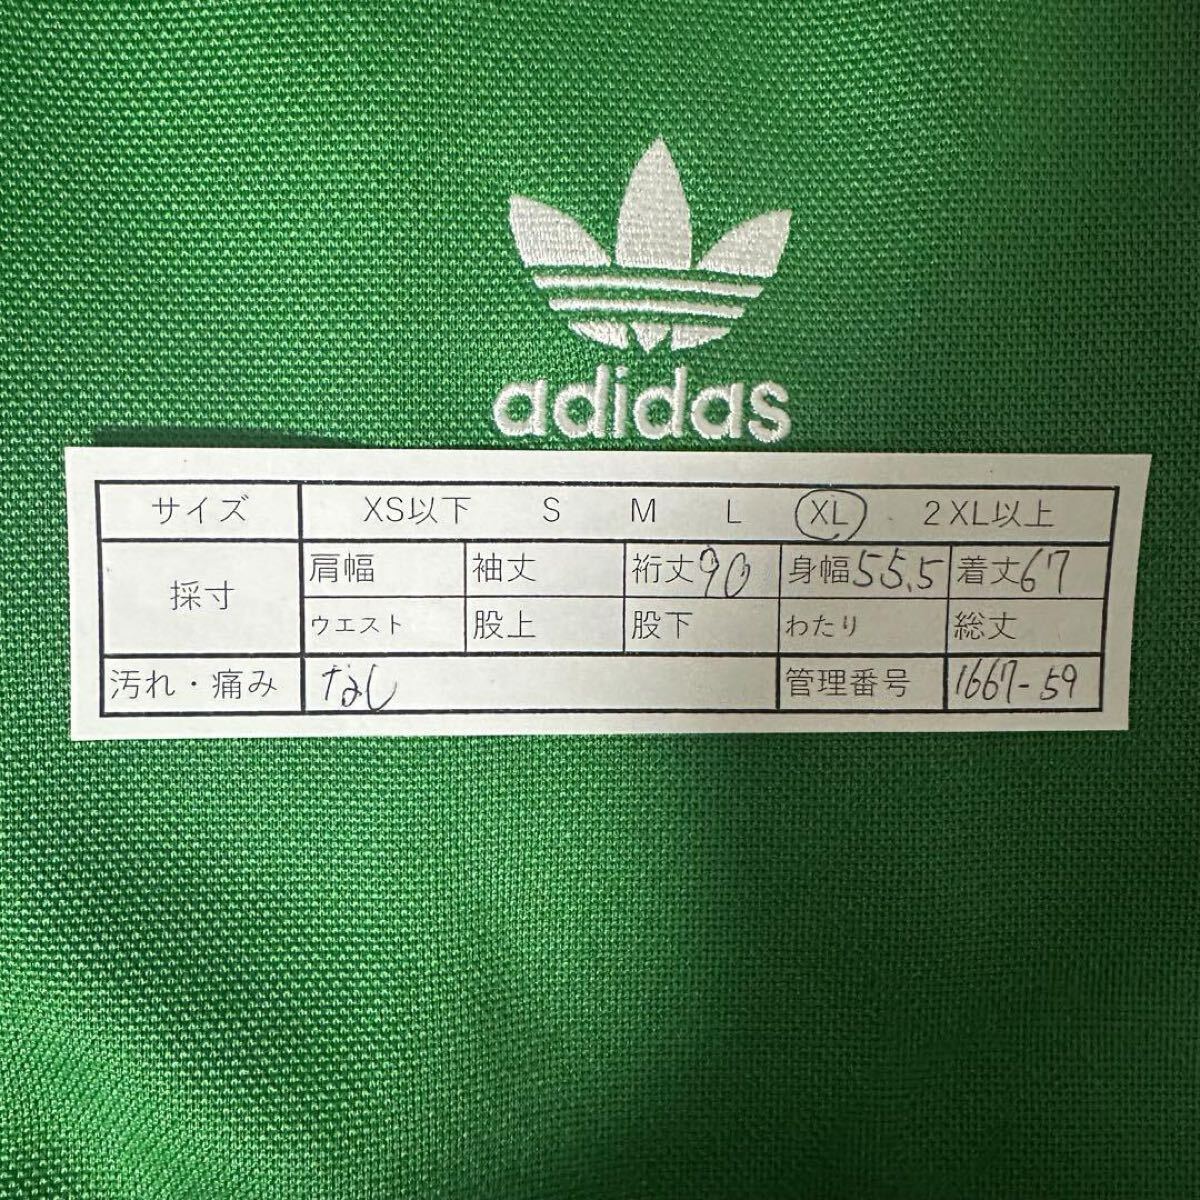 adidas
サイズ XS以下 S M L XL 2XL以上
採寸 肩幅 袖丈 裄丈90 身幅55.5 着丈67
ウエスト 股上 股下 わたり 総丈
汚れ・痛み なし 管理番号 1667-59